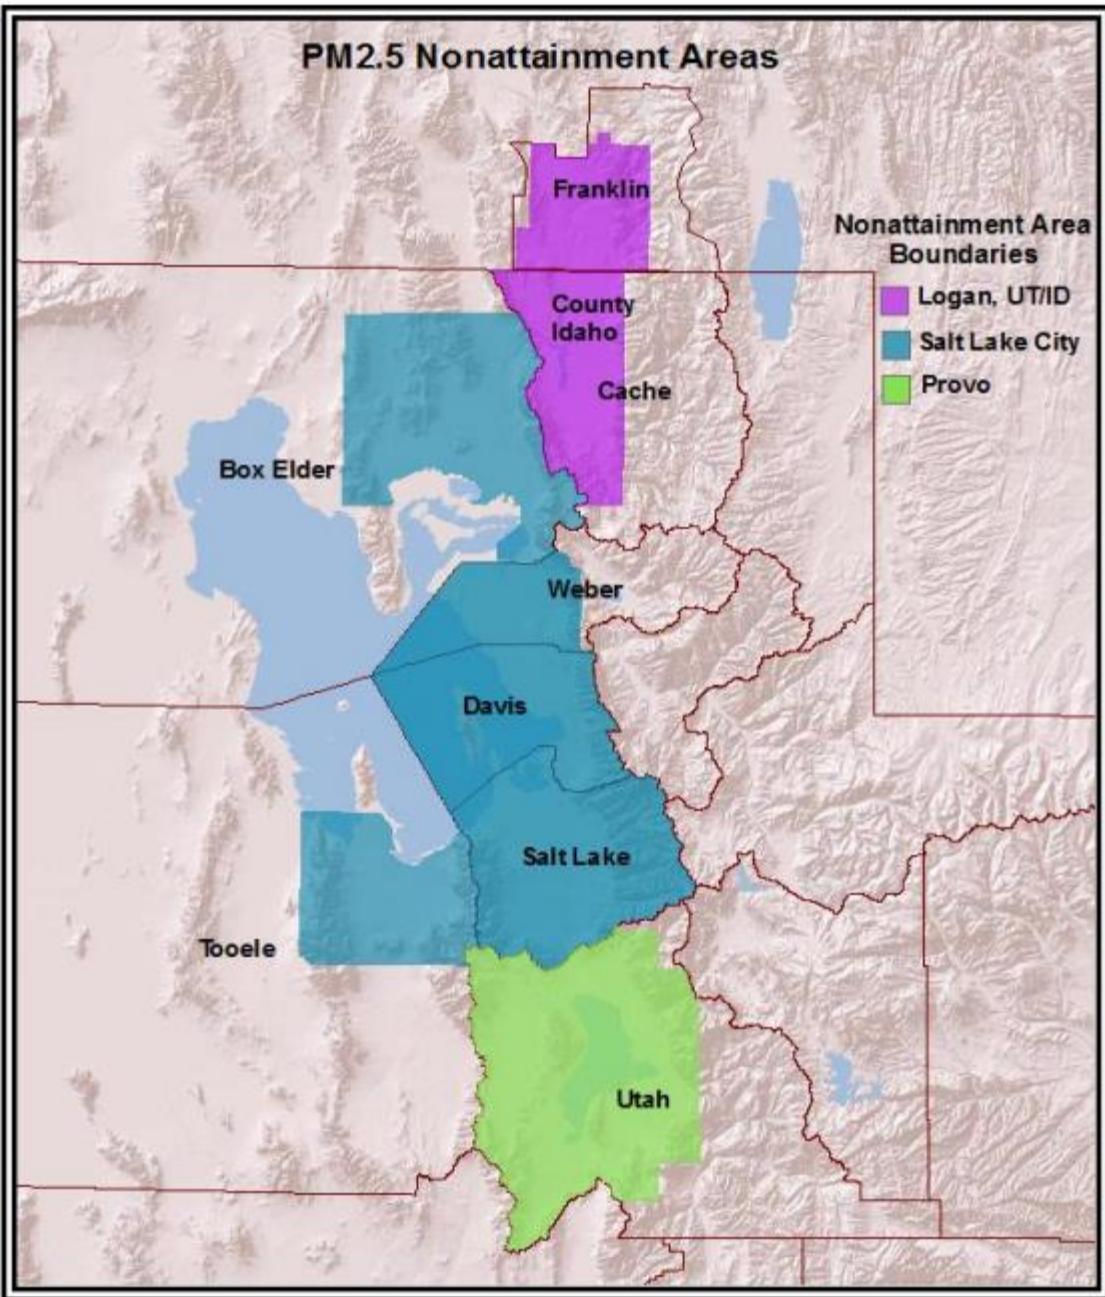 PM2.5 Nonattainment Areas
Franklin
Nonattainment Area
Boundaries
Logan, UT/ID
Salt Lake City
Provo
County
Idaho
Cache
Box Elder
Weber
Davis
Salt Lake
Tooele
Utah